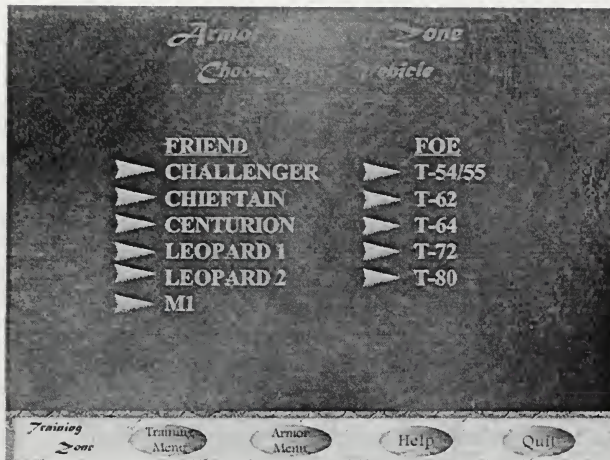 Armor Zone
Choose Vehicle
FRIEND
CHALLENGER
CHIEFTAIN
CENTURION
LEOPARD 1
LEOPARD 2
M1
FOE
T-54/55
T-62
T-64
T-72
T-80
Training
Zone
Training
Menu
Armor
Menu
Help
Quit